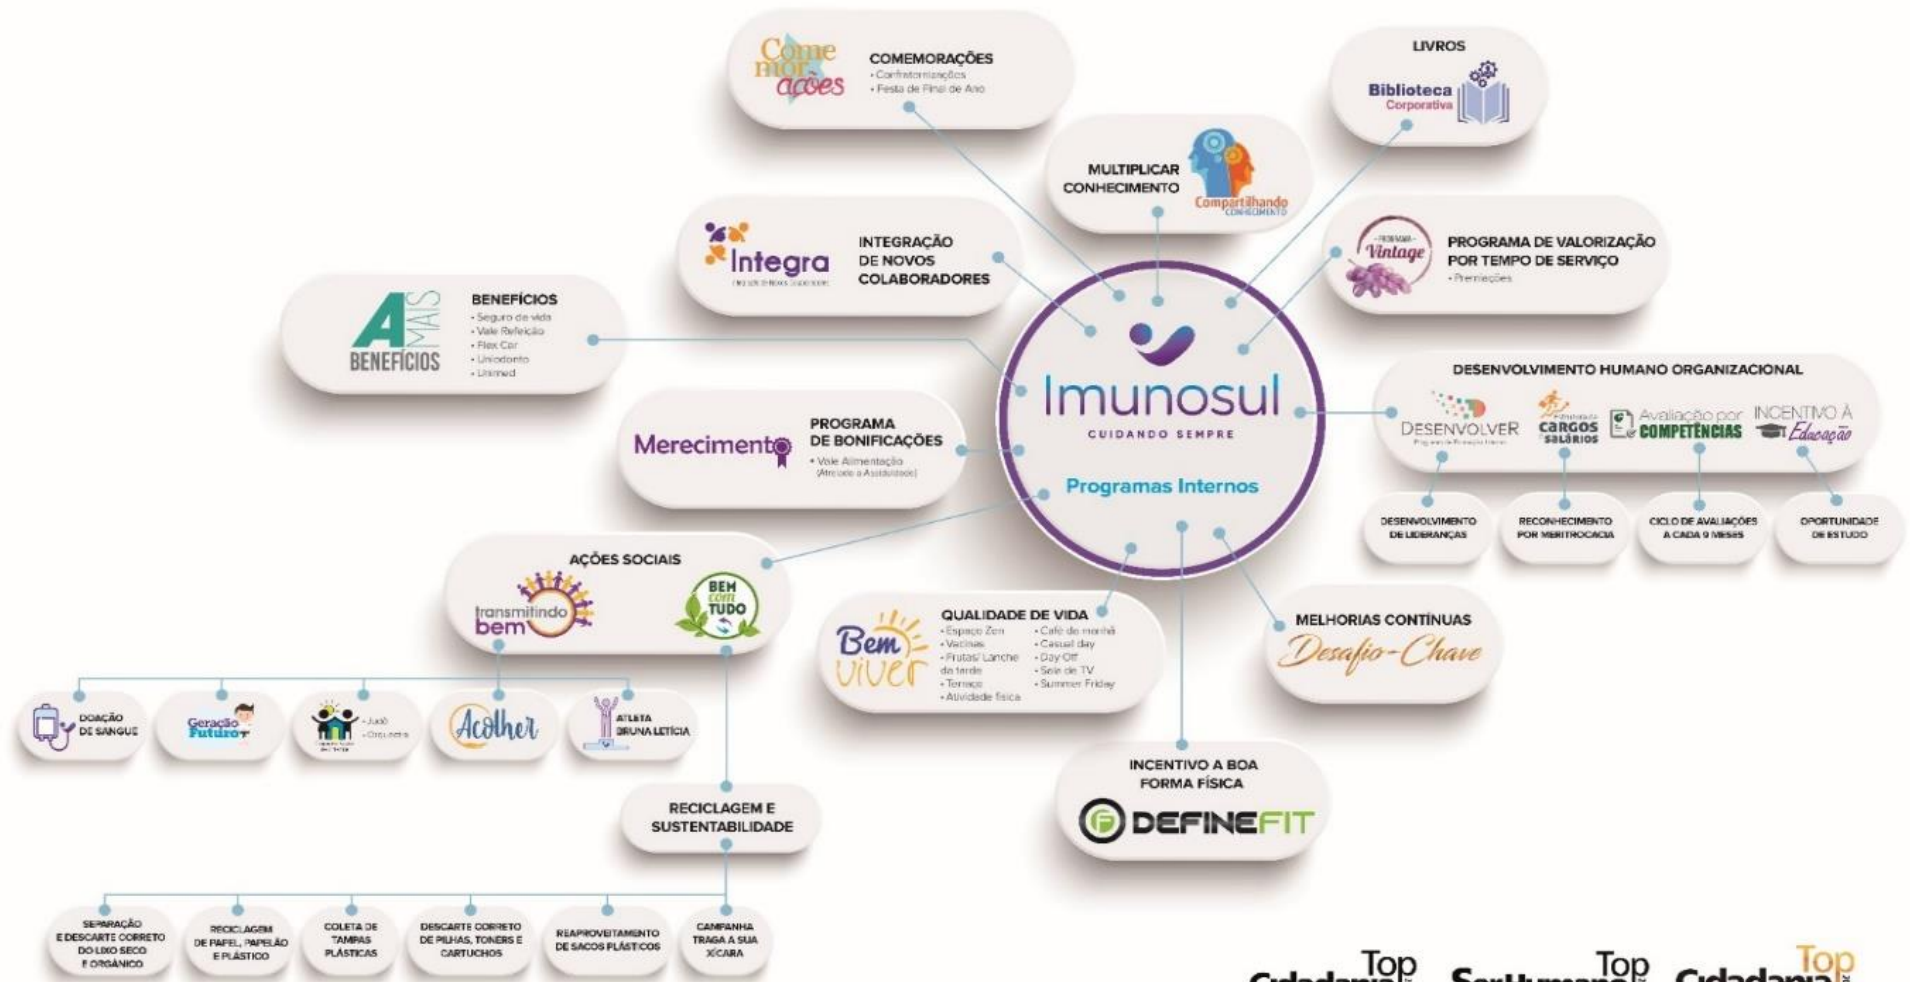 Come
mor
ações
COMEMORAÇÕES
• Confraternizações
• Festa de Final de Ano
LIVROS
Biblioteca
Corporativa
MULTIPLICAR
CONHECIMENTO
Compartilhando
CONHECIMENTO
Integra
INTEGRAÇÃO
DE NOVOS
COLABORADORES
- PROGRAMA -
Vintage
PROGRAMA DE VALORIZAÇÃO
POR TEMPO DE SERVIÇO
• Premiações
A MAIS
BENEFÍCIOS
BENEFÍCIOS
• Seguro de vida
• Vale Refeição
• Flex Car
• Uniodonto
• Unimed
Imunosul
CUIDANDO SEMPRE
Programas Internos
DESENVOLVIMENTO HUMANO ORGANIZACIONAL
DESENVOLVER
CARGOS
SALÁRIOS
Avaliação por
COMPETÊNCIAS
INCENTIVO À
Educação
DESENVOLVIMENTO
DE LIDERANÇAS
RECONHECIMENTO
POR MERITROCACIA
CICLO DE AVALIAÇÕES
A CADA 9 MESES
OPORTUNIDADE
DE ESTUDO
Merecimento
PROGRAMA
DE BONIFICAÇÕES
• Vale Alimentação
(Atrelado a Assiduidade)
AÇÕES SOCIAIS
transmitindo
bem
BEM
com
TUDO
Bem
viver
QUALIDADE DE VIDA
• Espaço Zen
• Vacinas
• Frutas/ Lanche
da tarde
• Terraço
• Atividade física
• Café da manhã
• Casual day
• Day Off
• Sala de TV
• Summer Friday
MELHORIAS CONTÍNUAS
Desafio-Chave
DOAÇÃO
DE SANGUE
Geração
Futuro
• Judô
• Orquestra
Acolher
ATLETA
BRUNA LETÍCIA
INCENTIVO A BOA
FORMA FÍSICA
DEFINEFIT
RECICLAGEM E
SUSTENTABILIDADE
SEPARAÇÃO
E DESCARTE CORRETO
DO LIXO SECO
E ORGÂNICO
RECICLAGEM
DE PAPEL, PAPELÃO
E PLÁSTICO
COLETA DE
TAMPAS
PLÁSTICAS
DESCARTE CORRETO
DE PILHAS, TONERS E
CARTUCHOS
REAPROVEITAMENTO
DE SACOS PLÁSTICOS
CAMPANHA
TRAGA A SUA
XÍCARA
Top
Cidadania
Top
SerHumano
Top
Cidadania